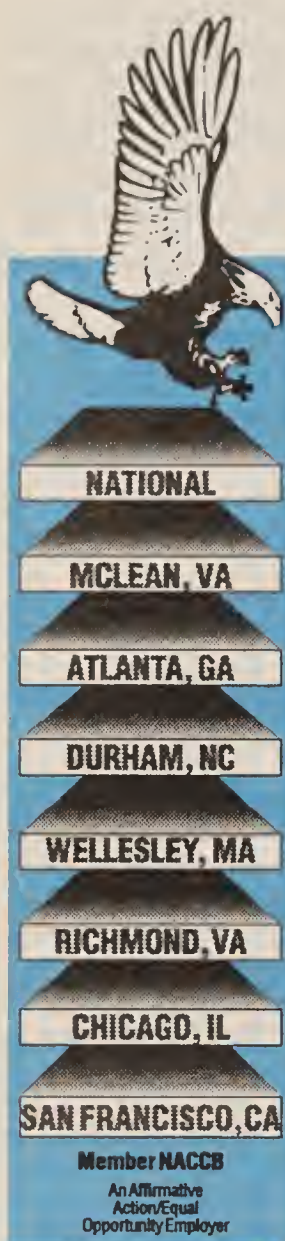 NATIONAL
MCLEAN, VA
ATLANTA, GA
DURHAM, NC
WELLESLEY, MA
RICHMOND, VA
CHICAGO, IL
SAN FRANCISCO, CA
Member NACCB
An Affirmative
Action/Equal
Opportunity Employer